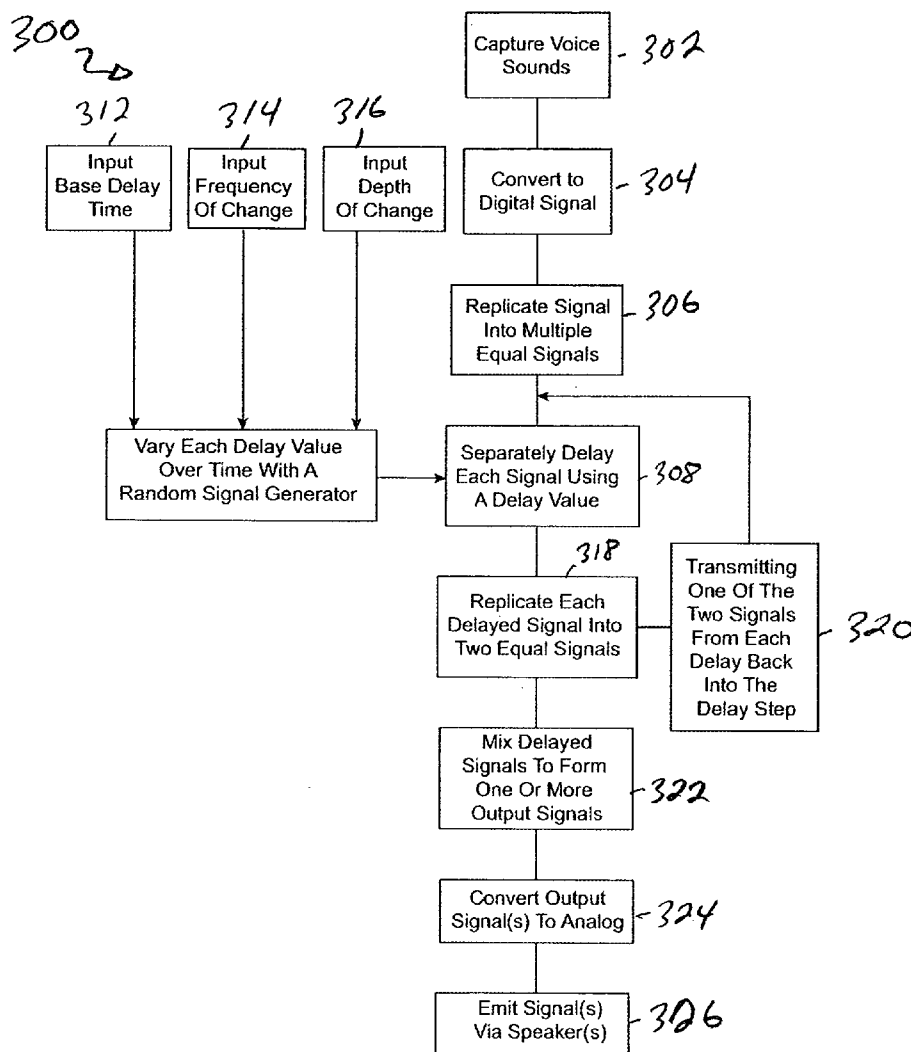 300
Capture Voice
Sounds
302
312
314
316
Input
Base Delay
Time
Input
Frequency
Of Change
Input
Depth
Of Change
Convert to
Digital Signal
304
Replicate Signal
Into Multiple
Equal Signals
306
Vary Each Delay Value
Over Time With A
Random Signal Generator
Separately Delay
Each Signal Using
A Delay Value
308
318
Replicate Each
Delayed Signal Into
Two Equal Signals
Transmitting
One Of The
Two Signals
From Each
Delay Back
Into The
Delay Step
320
Mix Delayed
Signals To Form
One Or More
Output Signals
322
Convert Output
Signal(s) To Analog
324
Emit Signal(s)
Via Speaker(s)
326